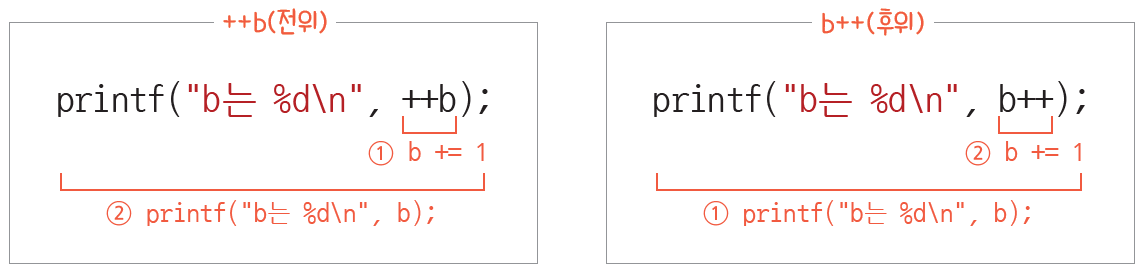 ++b(전위)
printf("b는 %d\n", ++b);
① b += 1
② printf("b는 %d\n", b);
b++(후위)
printf("b는 %d\n", b++);
② b += 1
① printf("b는 %d\n", b);